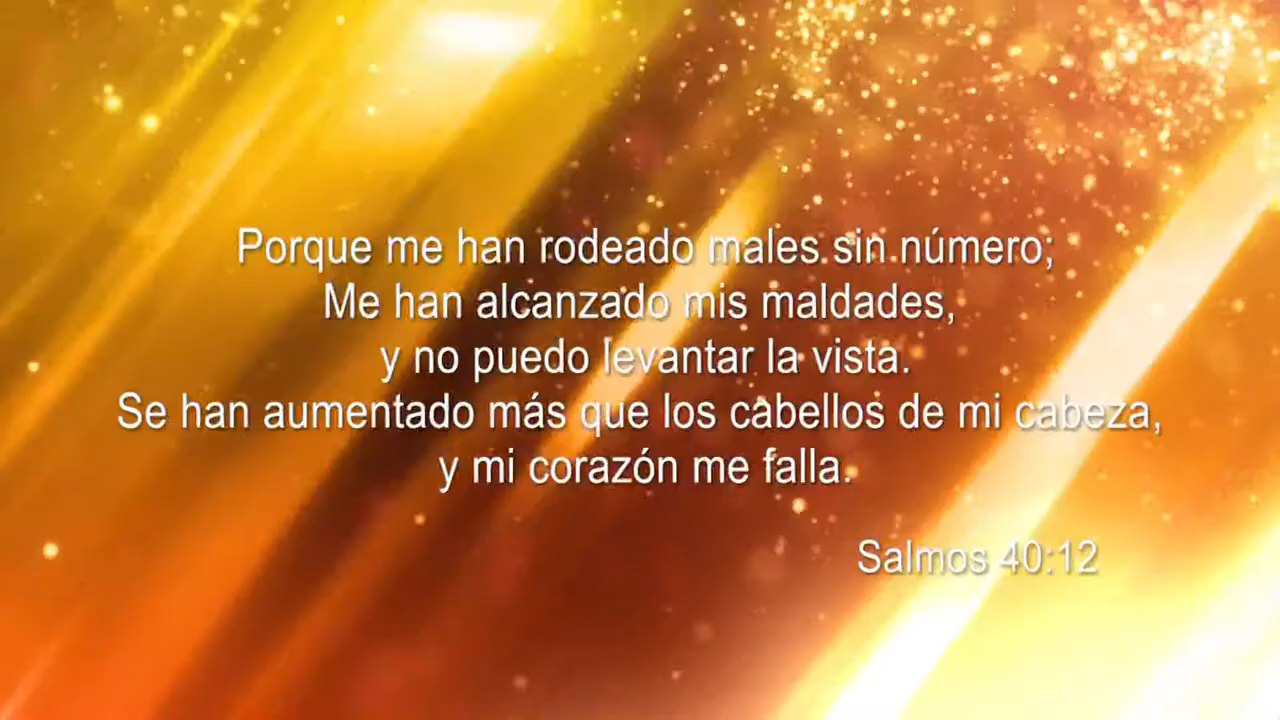 Porque me han rodeado males sin número;
Me han alcanzado mis maldades,
y no puedo levantar la vista.
Se han aumentado más que los cabellos de mi cabeza,
y mi corazón me falla.
Salmos 40:12